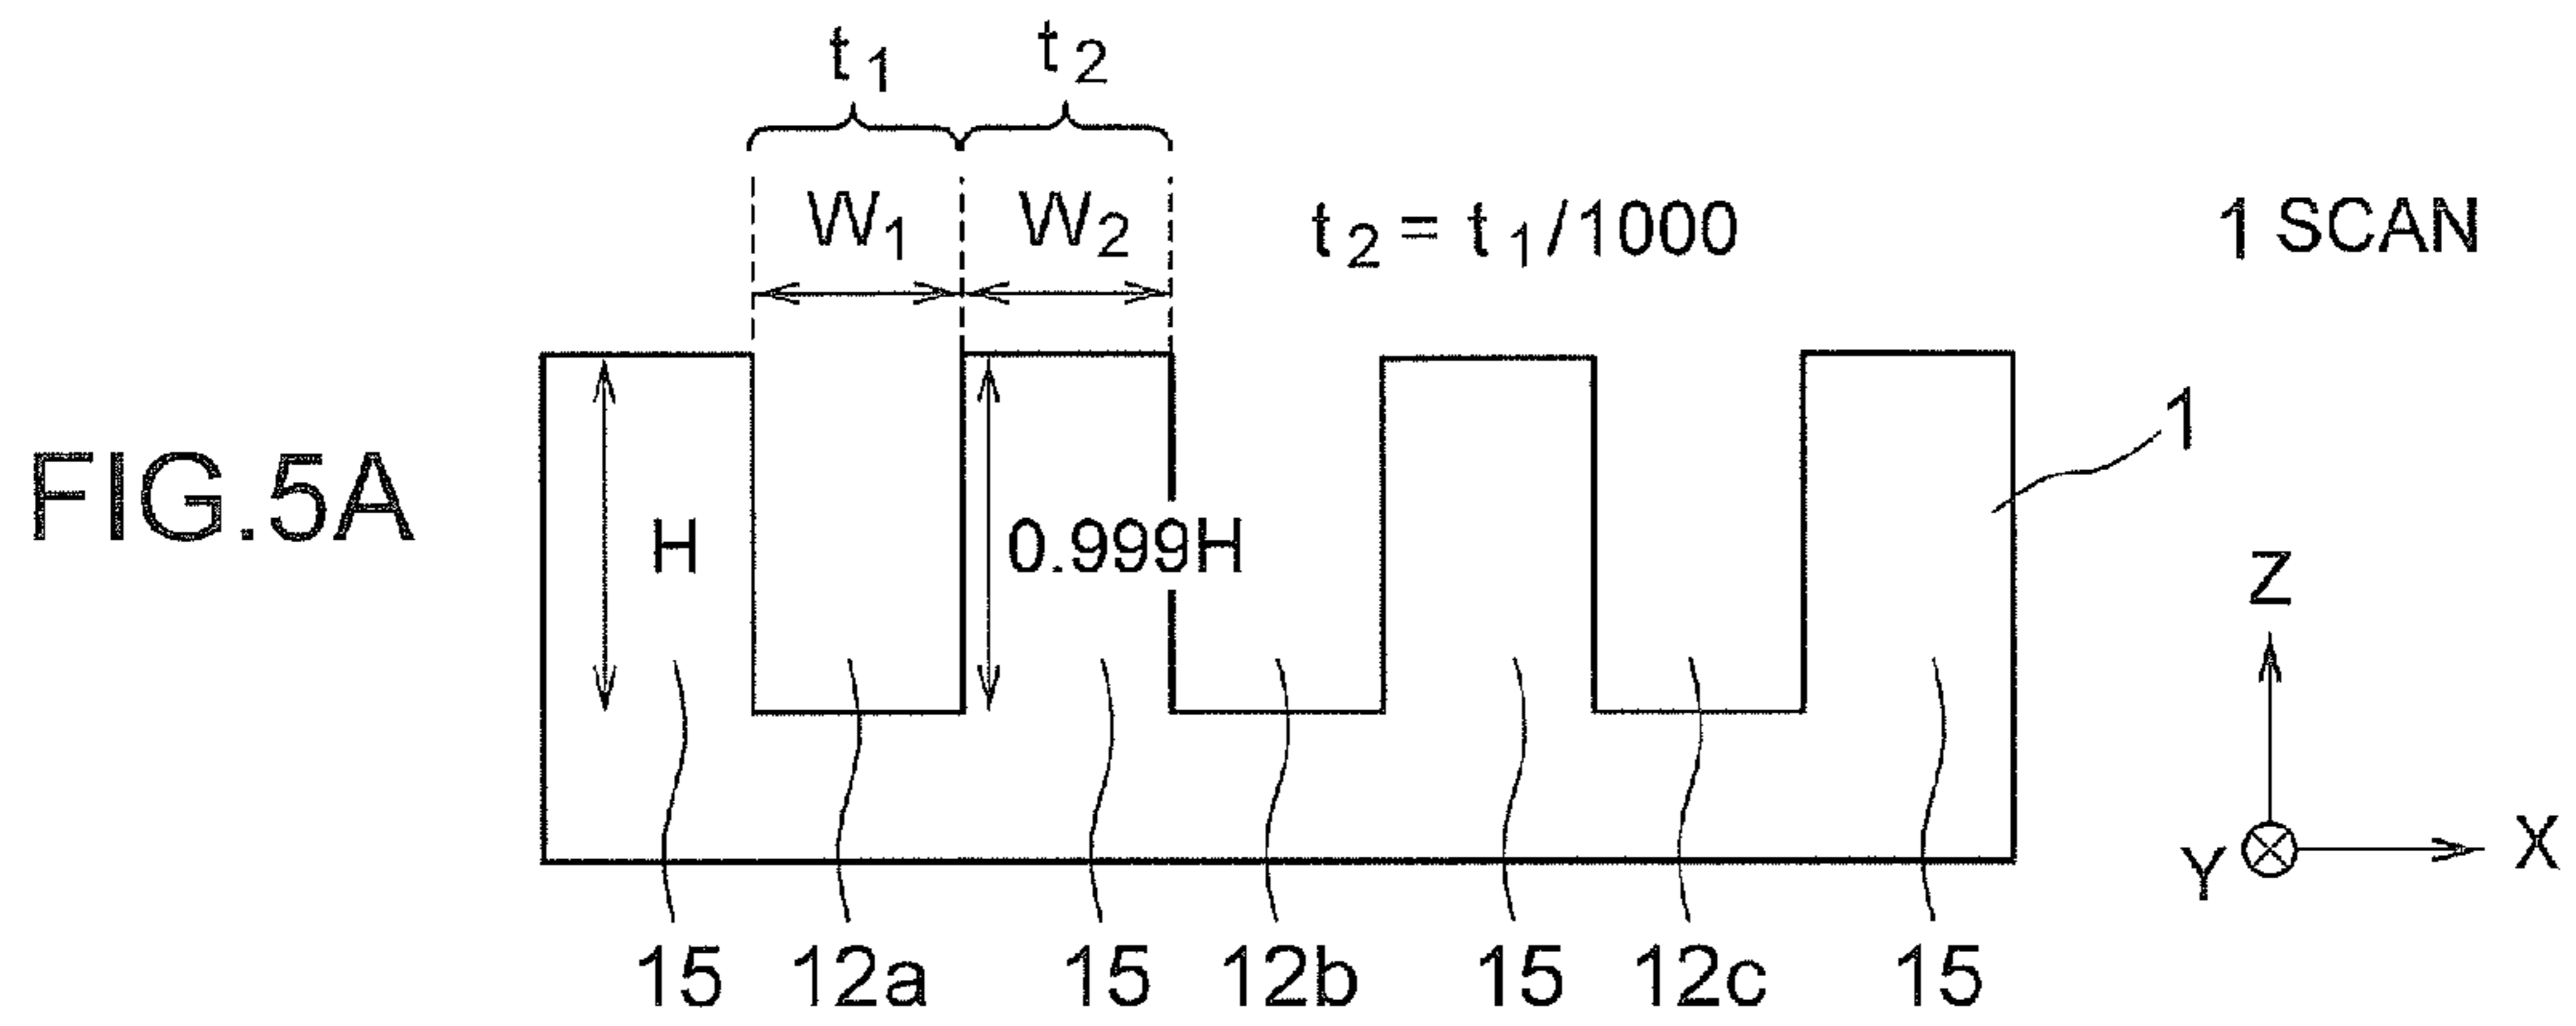 t1 t2
W1 W2 t2 = t1/1000 1 SCAN
1
FIG.5A H 0.999H
Z
Y X
15 12a 15 12b 15 12c 15